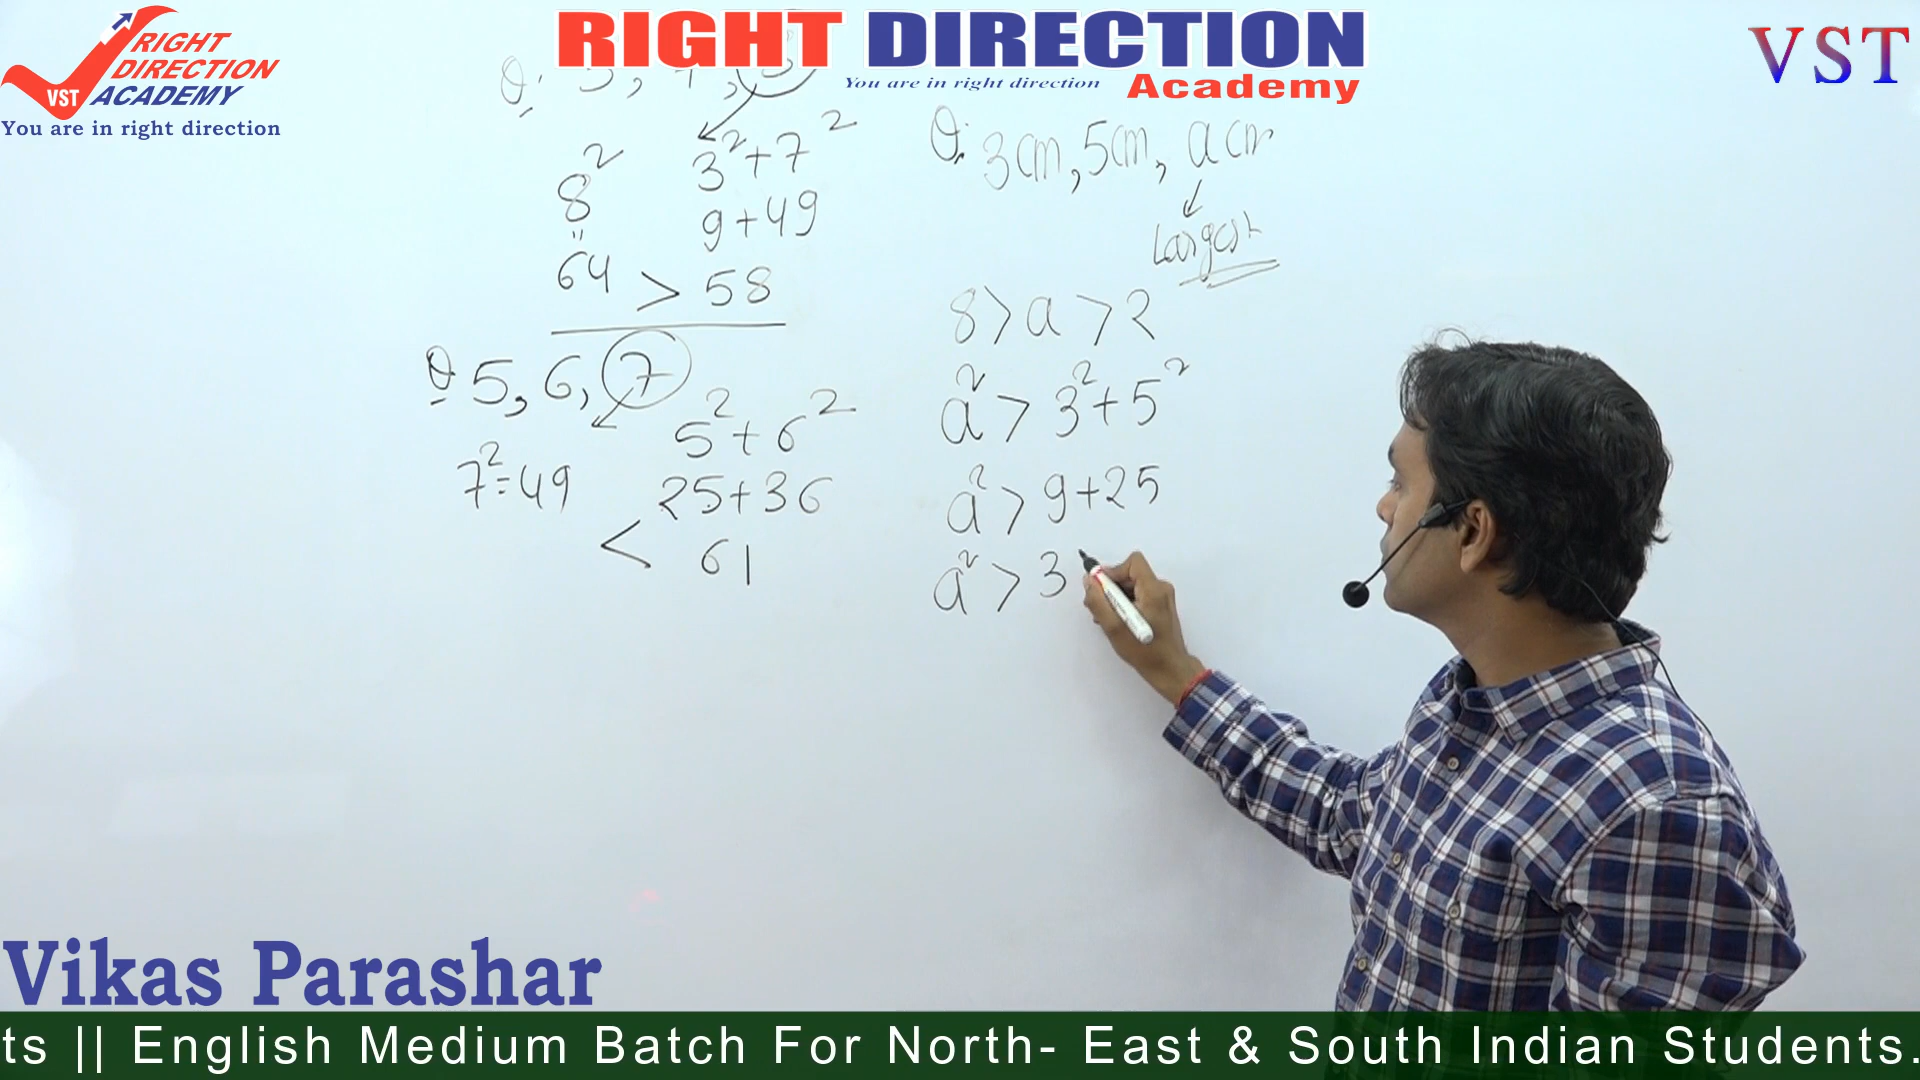 RIGHT
DIRECTION
VST ACADEMY
You are in right direction
RIGHT DIRECTION
You are in right direction Academy
VST
8² 3²+7²
" 9+49
64 > 58
Q 5, 6, 7
5²+6²
7²=49 25+36
< 61
Q. 3cm, 5cm, a cm
Largest
8>a>2
a² > 3²+5²
a² > 9+25
a² > 3
Vikas Parashar
ts || English Medium Batch For North- East & South Indian Students.